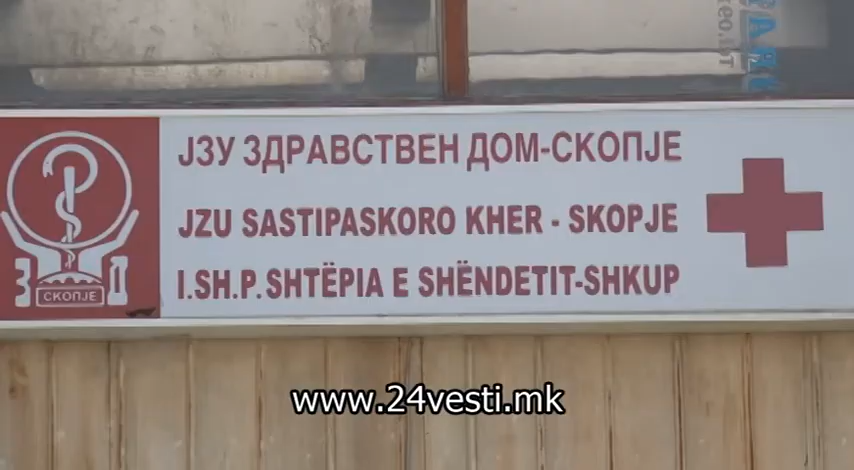 ЈЗУ ЗДРАВСТВЕН ДОМ-СКОПЈЕ
JZU SASTIPASKORO KHER - SKOPJE
I.SH.P.SHTËPIA E SHËNDETIT-SHKUP
З Д
СКОПЈЕ
www.24vesti.mk